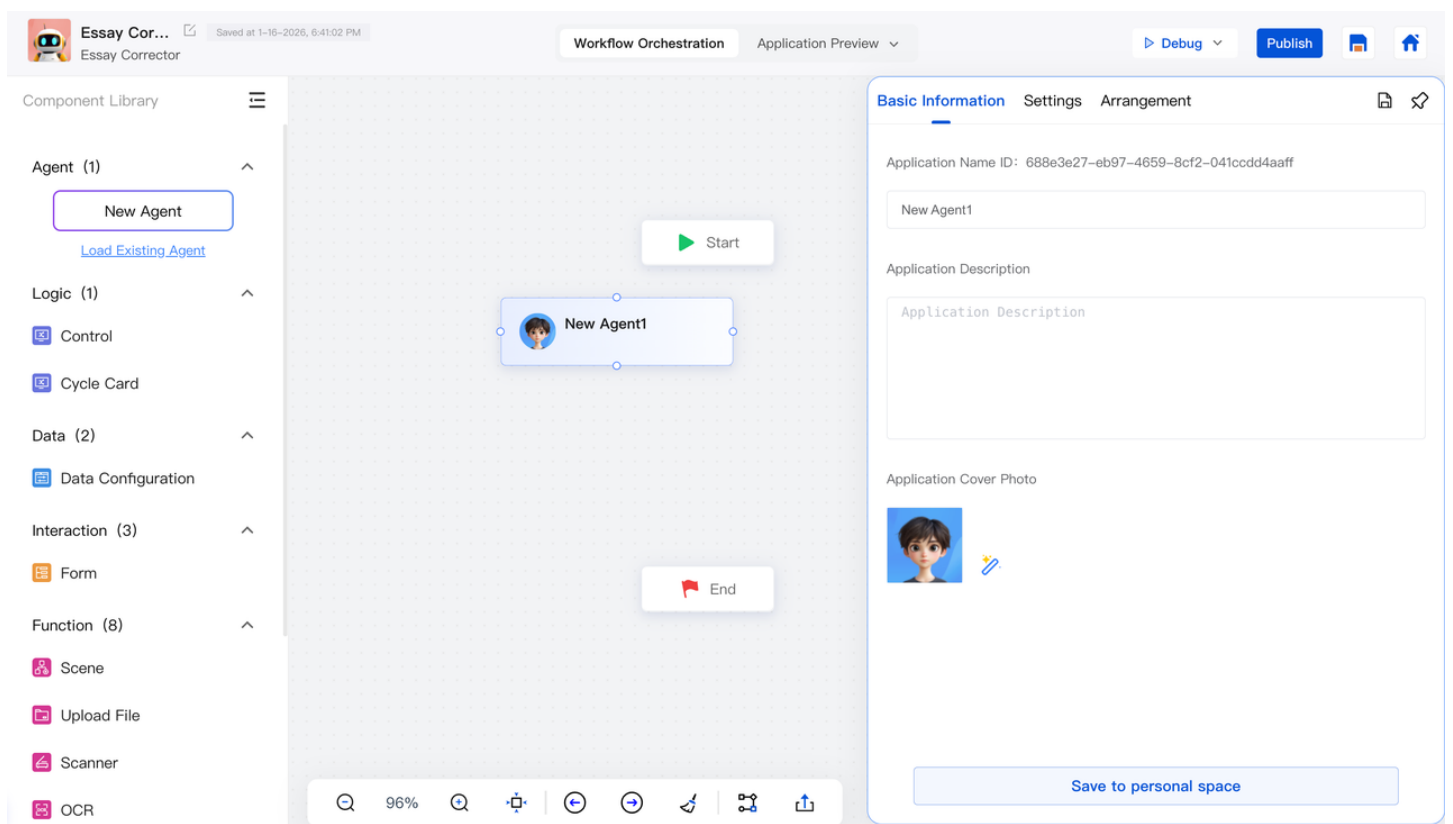 Essay Cor...
Saved at 1-16-2026, 6:41:02 PM
Essay Corrector
Workflow Orchestration
Application Preview
Debug
Publish
Component Library
Agent (1)
New Agent
Load Existing Agent
Logic (1)
Control
Cycle Card
Data (2)
Data Configuration
Interaction (3)
Form
Function (8)
Scene
Upload File
Scanner
OCR
Start
New Agent1
End
96%
Basic Information
Settings
Arrangement
Application Name ID: 688e3e27-eb97-4659-8cf2-041ccdd4aaff
New Agent1
Application Description
Application Description
Application Cover Photo
Save to personal space